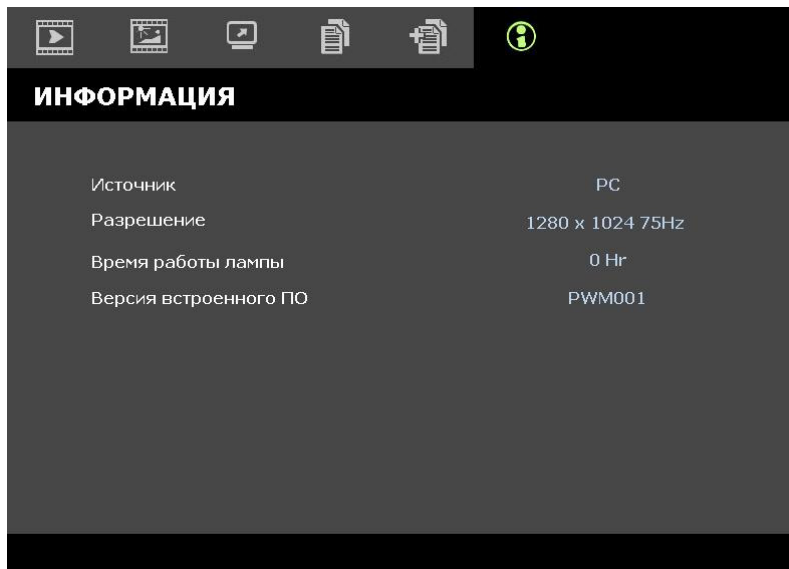 ИНФОРМАЦИЯ
Источник PC
Разрешение 1280 x 1024 75Hz
Время работы лампы 0 Hr
Версия встроенного ПО PWM001